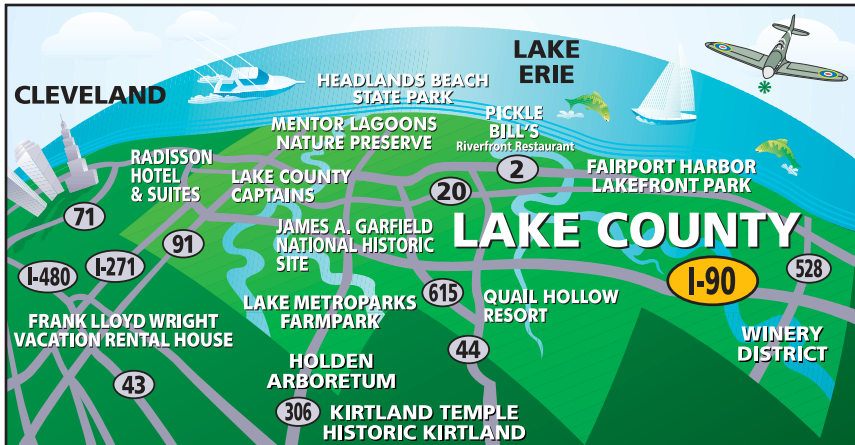 LAKE
ERIE
CLEVELAND
HEADLANDS BEACH
STATE PARK
MENTOR LAGOONS
NATURE PRESERVE
PICKLE
BILL'S
Riverfront Restaurant
RADISSON
HOTEL
& SUITES
LAKE COUNTY
CAPTAINS
2
20
FAIRPORT HARBOR
LAKEFRONT PARK
71
91
JAMES A. GARFIELD
NATIONAL HISTORIC
SITE
LAKE COUNTY
I-480
I-271
I-90
528
615
LAKE METROPARKS
FARMPARK
QUAIL HOLLOW
RESORT
FRANK LLOYD WRIGHT
VACATION RENTAL HOUSE
WINERY
DISTRICT
44
HOLDEN
ARBORETUM
43
306
KIRTLAND TEMPLE
HISTORIC KIRTLAND